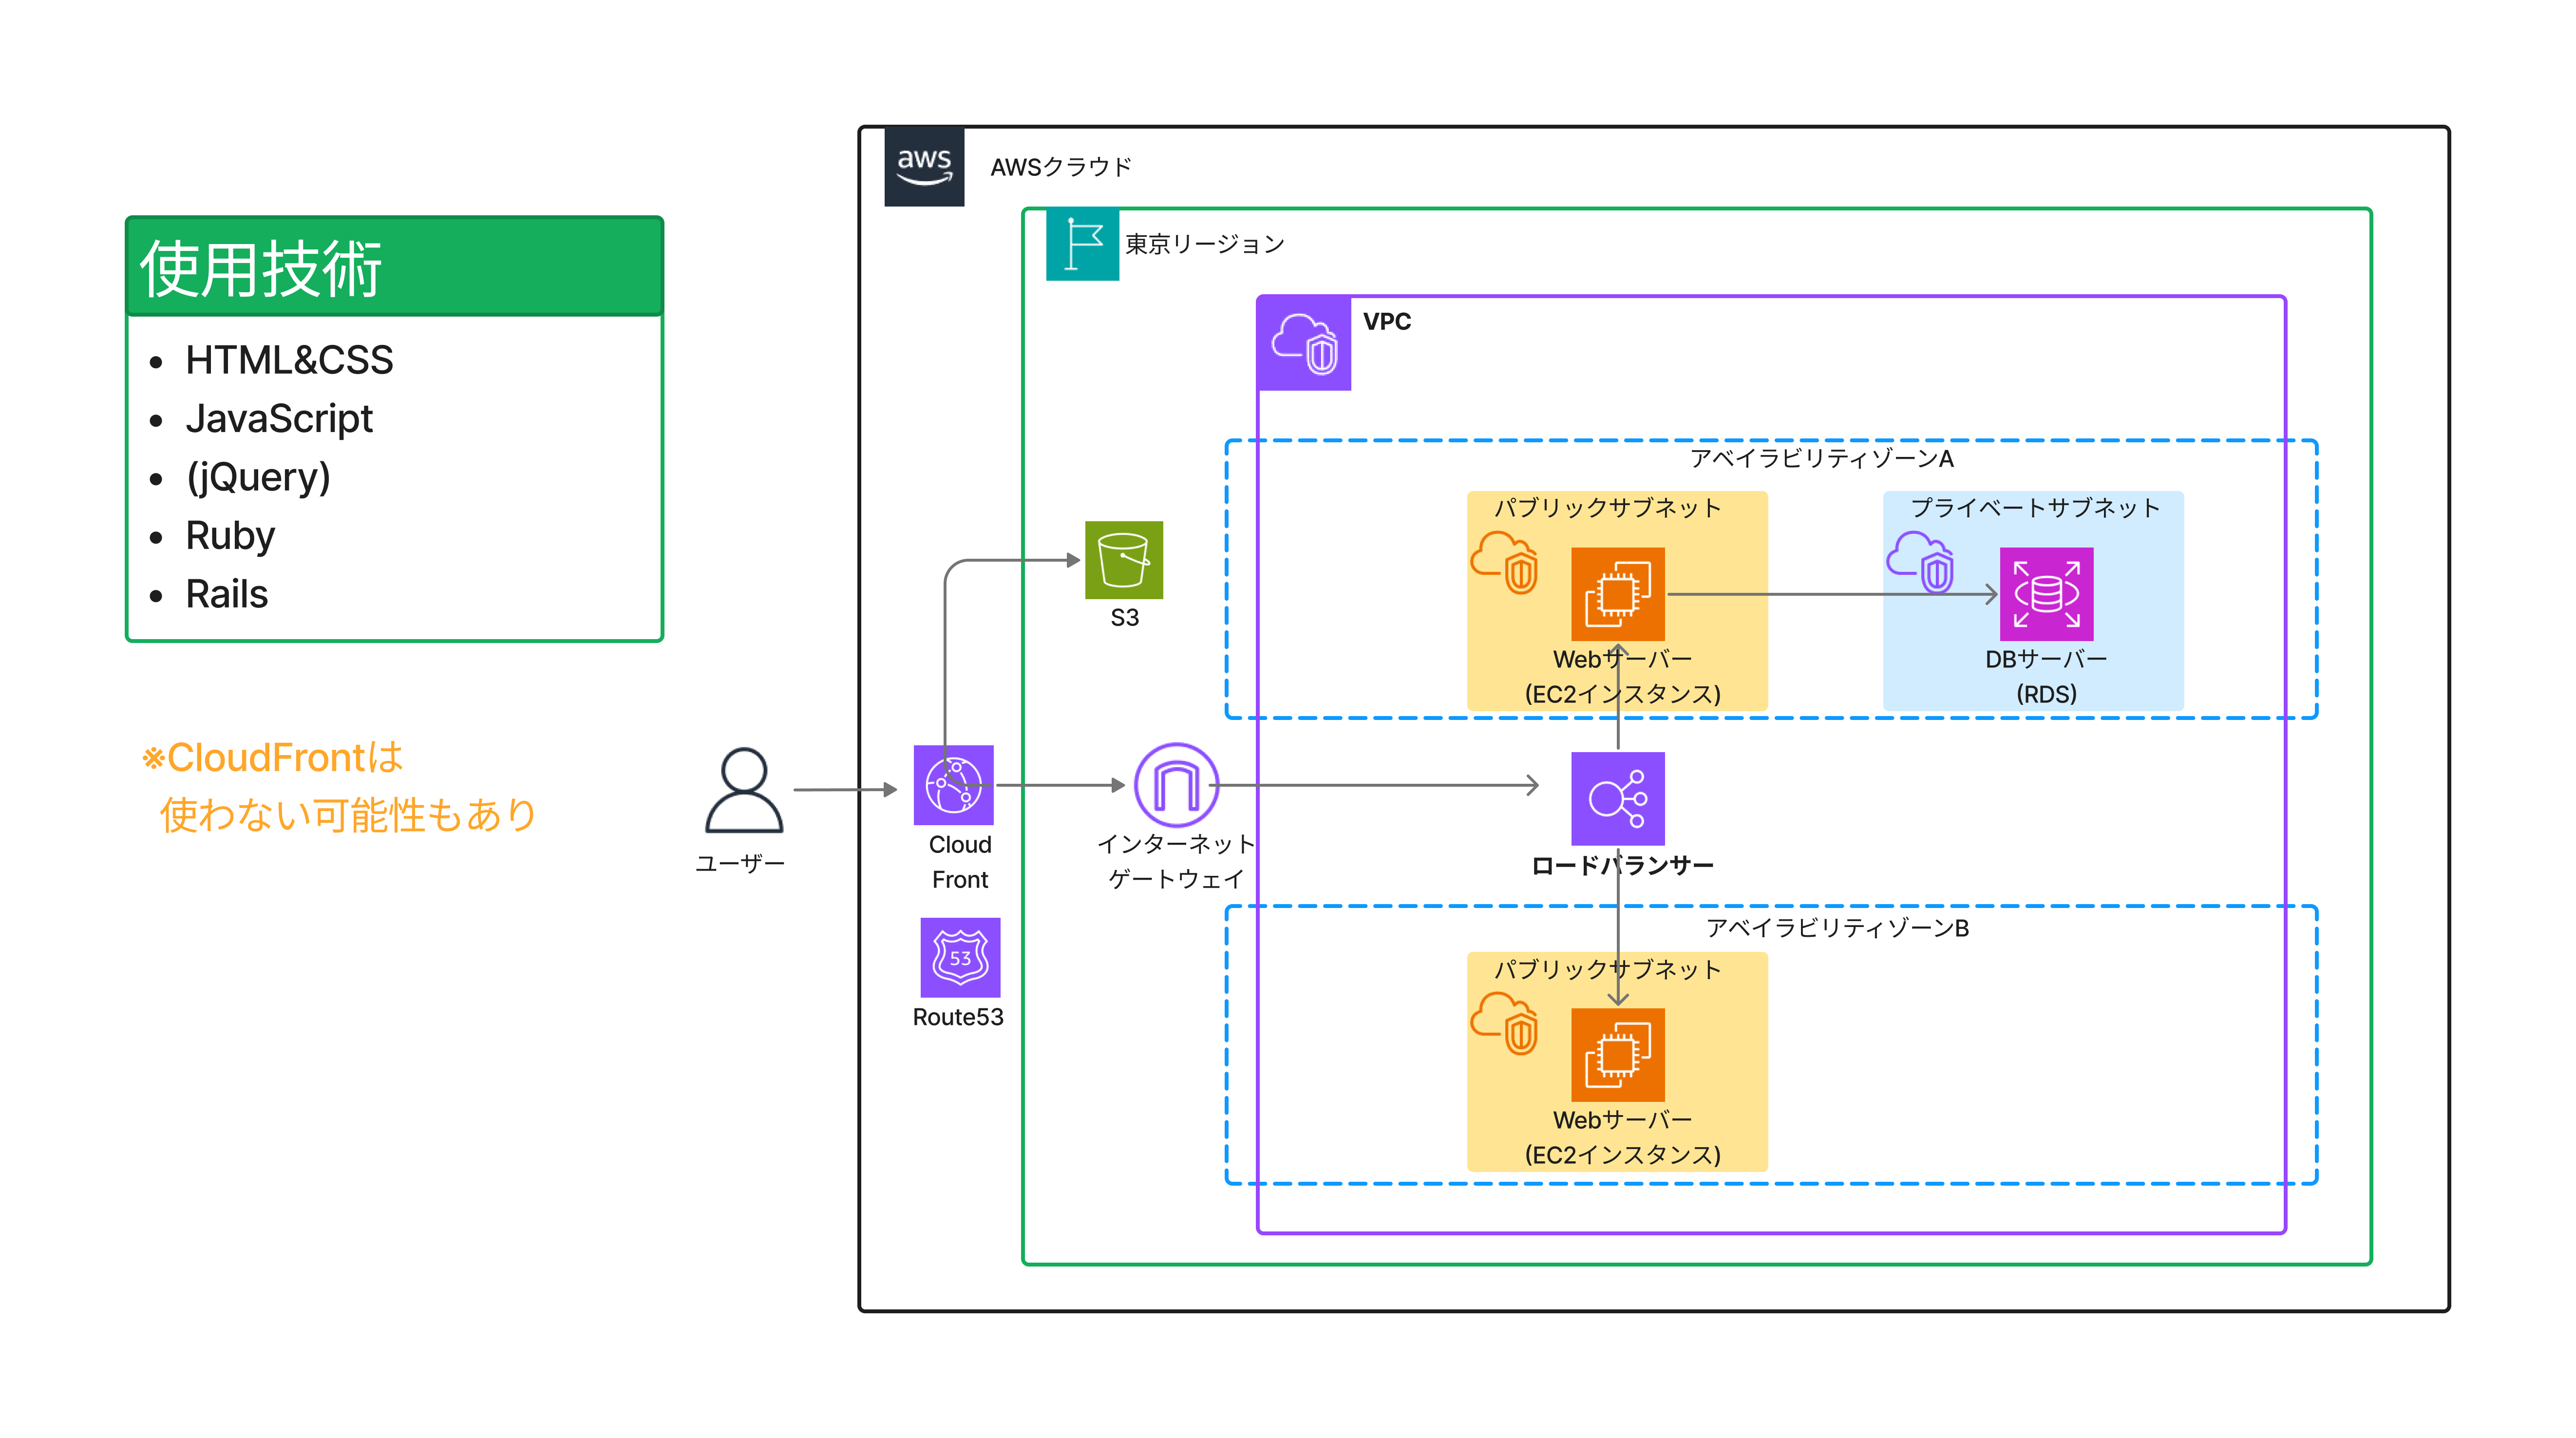 使用技術
• HTML&CSS
• JavaScript
• (jQuery)
• Ruby
• Rails
※CloudFrontは
使わない可能性もあり
aws
AWSクラウド
東京リージョン
VPC
アベイラビリティゾーンA
パブリックサブネット
Webサーバー
(EC2インスタンス)
プライベートサブネット
DBサーバー
(RDS)
S3
ユーザー
Cloud
Front
インターネット
ゲートウェイ
ロードバランサー
53
Route53
アベイラビリティゾーンB
パブリックサブネット
Webサーバー
(EC2インスタンス)